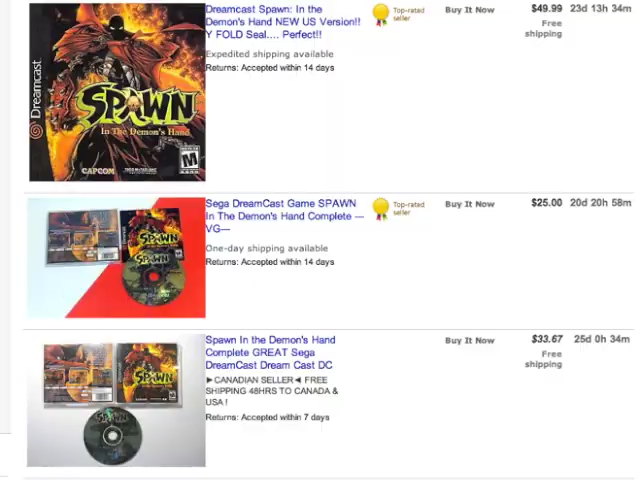 Dreamcast
SPAWN
In The Demon's Hand
CAPCOM
M
Dreamcast Spawn: In the
Demon's Hand NEW US Version!!
Y FOLD Seal.... Perfect!!
Expedited shipping available
Returns: Accepted within 14 days
Top-rated
seller
Buy It Now
$49.99
Free
shipping
23d 13h 34m
SPAWN
SPAWN
Sega DreamCast Game SPAWN
In The Demon's Hand Complete ---
VG---
One-day shipping available
Returns: Accepted within 14 days
Top-rated
seller
Buy It Now
$25.00
20d 20h 58m
SPAWN
SPAWN
Spawn In the Demon's Hand
Complete GREAT Sega
DreamCast Dream Cast DC
►CANADIAN SELLER◄ FREE
SHIPPING 48HRS TO CANADA &
USA !
Returns: Accepted within 7 days
Buy It Now
$33.67
Free
shipping
25d 0h 34m